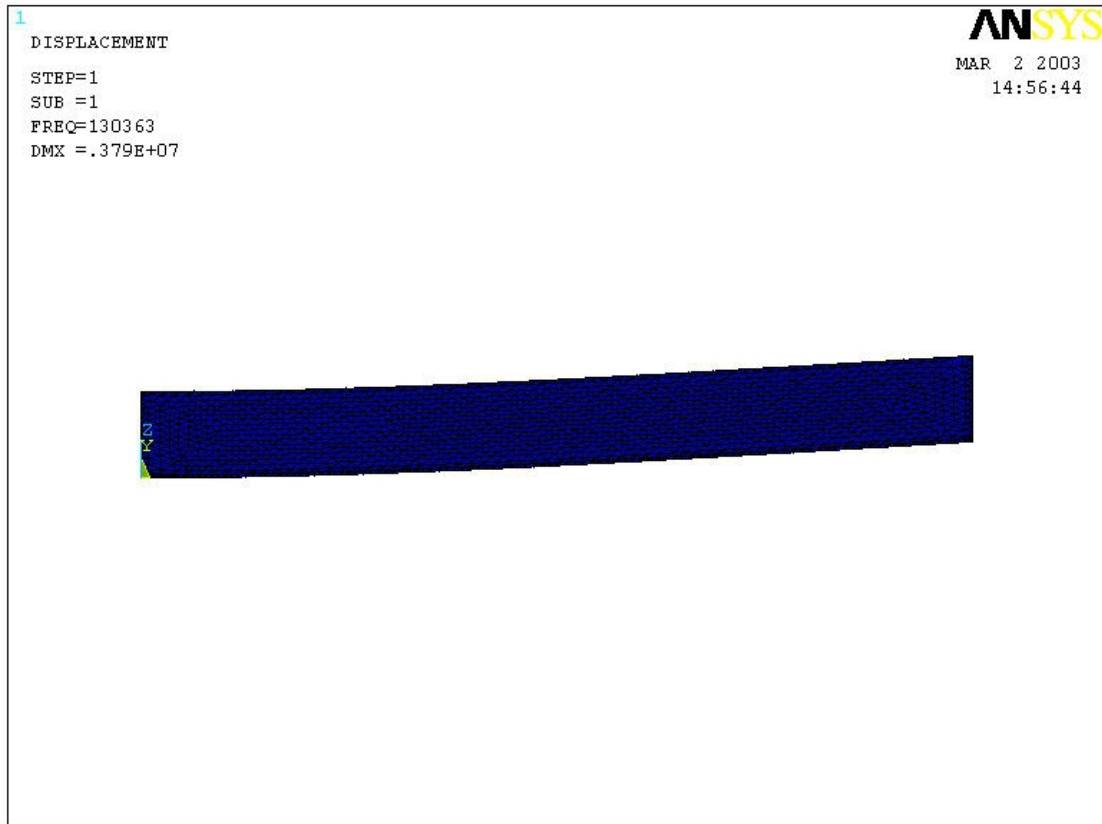 1
DISPLACEMENT
STEP=1
SUB =1
FREQ=130363
DMX =.379E+07
ANSYS
MAR  2 2003
14:56:44
Z
Y